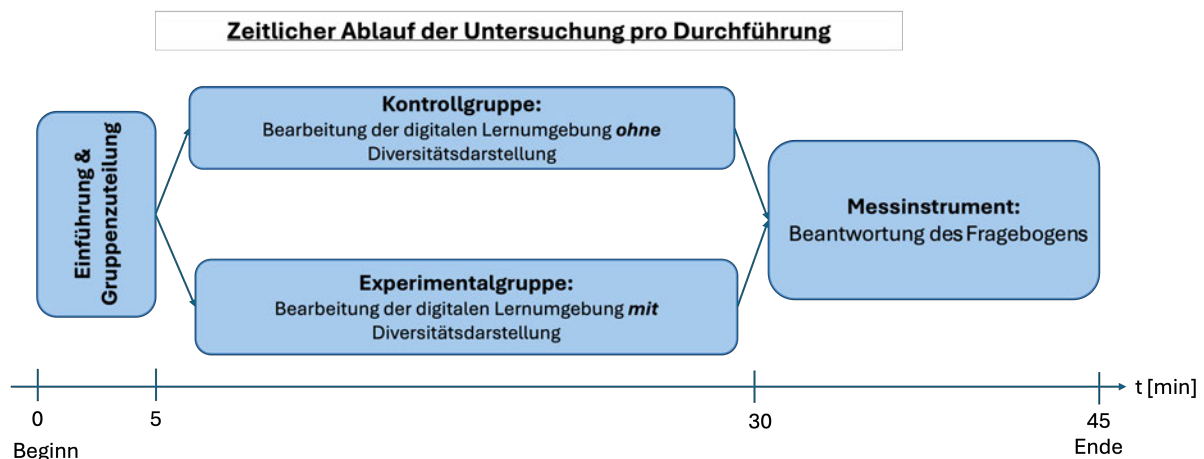 Zeitlicher Ablauf der Untersuchung pro Durchführung
Einführung &
Gruppenzuteilung
Kontrollgruppe:
Bearbeitung der digitalen Lernumgebung ohne
Diversitätsdarstellung
Experimentalgruppe:
Bearbeitung der digitalen Lernumgebung mit
Diversitätsdarstellung
Messinstrument:
Beantwortung des Fragebogens
t [min]
0
5
30
45
Beginn
Ende